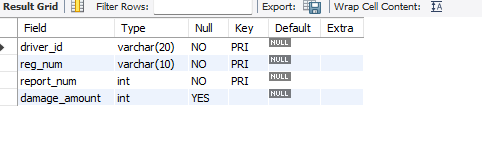 Result Grid Filter Rows: Export: Wrap Cell Content:
Field Type Null Key Default Extra
driver_id varchar(20) NO PRI NULL
reg_num varchar(10) NO PRI NULL
report_num int NO PRI NULL
damage_amount int YES NULL